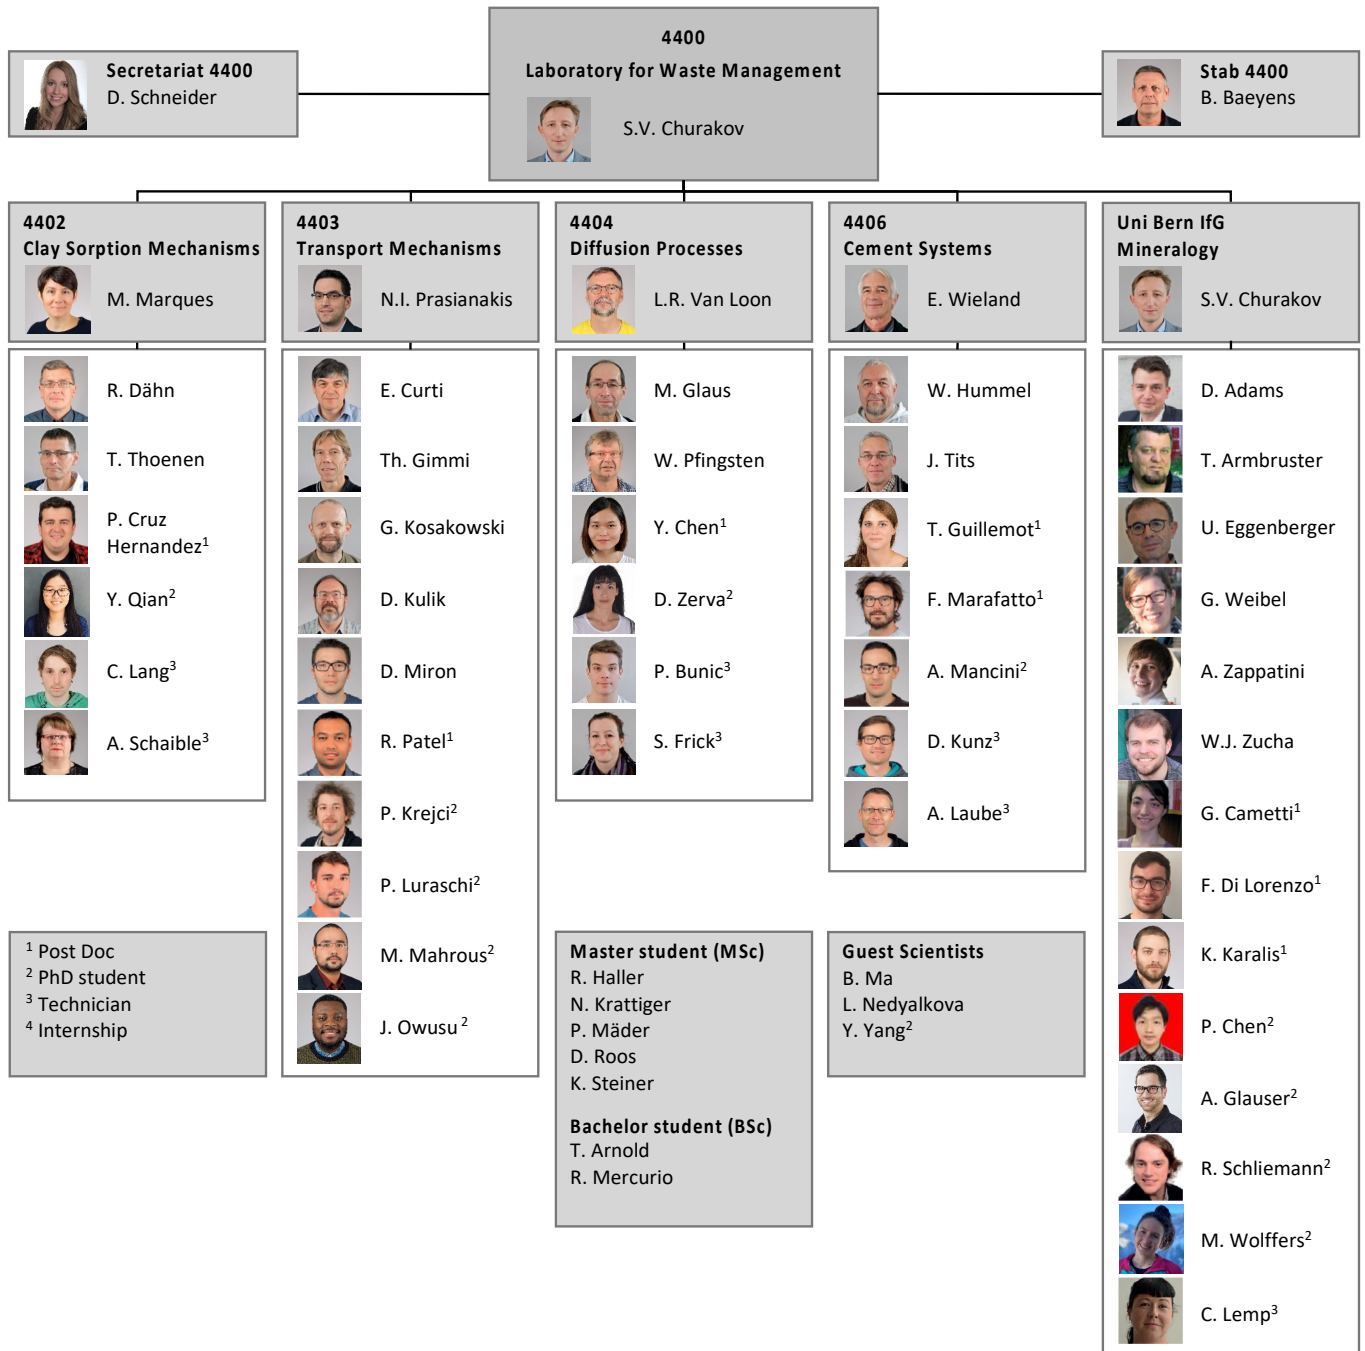 4400
Laboratory for Waste Management
S.V. Churakov
Secretariat 4400
D. Schneider
Stab 4400
B. Baeyens
4402
Clay Sorption Mechanisms
M. Marques
R. Dähn
T. Thoenen
P. Cruz
Hernandez¹
Y. Qian²
C. Lang³
A. Schaible³
4403
Transport Mechanisms
N.I. Prasianakis
E. Curti
Th. Gimmi
G. Kosakowski
D. Kulik
D. Miron
R. Patel¹
P. Krejci²
P. Luraschi²
M. Mahrous²
J. Owusu ²
4404
Diffusion Processes
L.R. Van Loon
M. Glaus
W. Pfingsten
Y. Chen¹
D. Zerva²
P. Bunic³
S. Frick³
4406
Cement Systems
E. Wieland
W. Hummel
J. Tits
T. Guillemot¹
F. Marafatto¹
A. Mancini²
D. Kunz³
A. Laube³
Uni Bern IfG
Mineralogy
S.V. Churakov
D. Adams
T. Armbruster
U. Eggenberger
G. Weibel
A. Zappatini
W.J. Zucha
G. Cametti¹
F. Di Lorenzo¹
K. Karalis¹
P. Chen²
A. Glauser²
R. Schliemann²
M. Wolffers²
C. Lemp³
¹ Post Doc
² PhD student
³ Technician
⁴ Internship
Master student (MSc)
R. Haller
N. Krattiger
P. Mäder
D. Roos
K. Steiner
Bachelor student (BSc)
T. Arnold
R. Mercurio
Guest Scientists
B. Ma
L. Nedyalkova
Y. Yang²